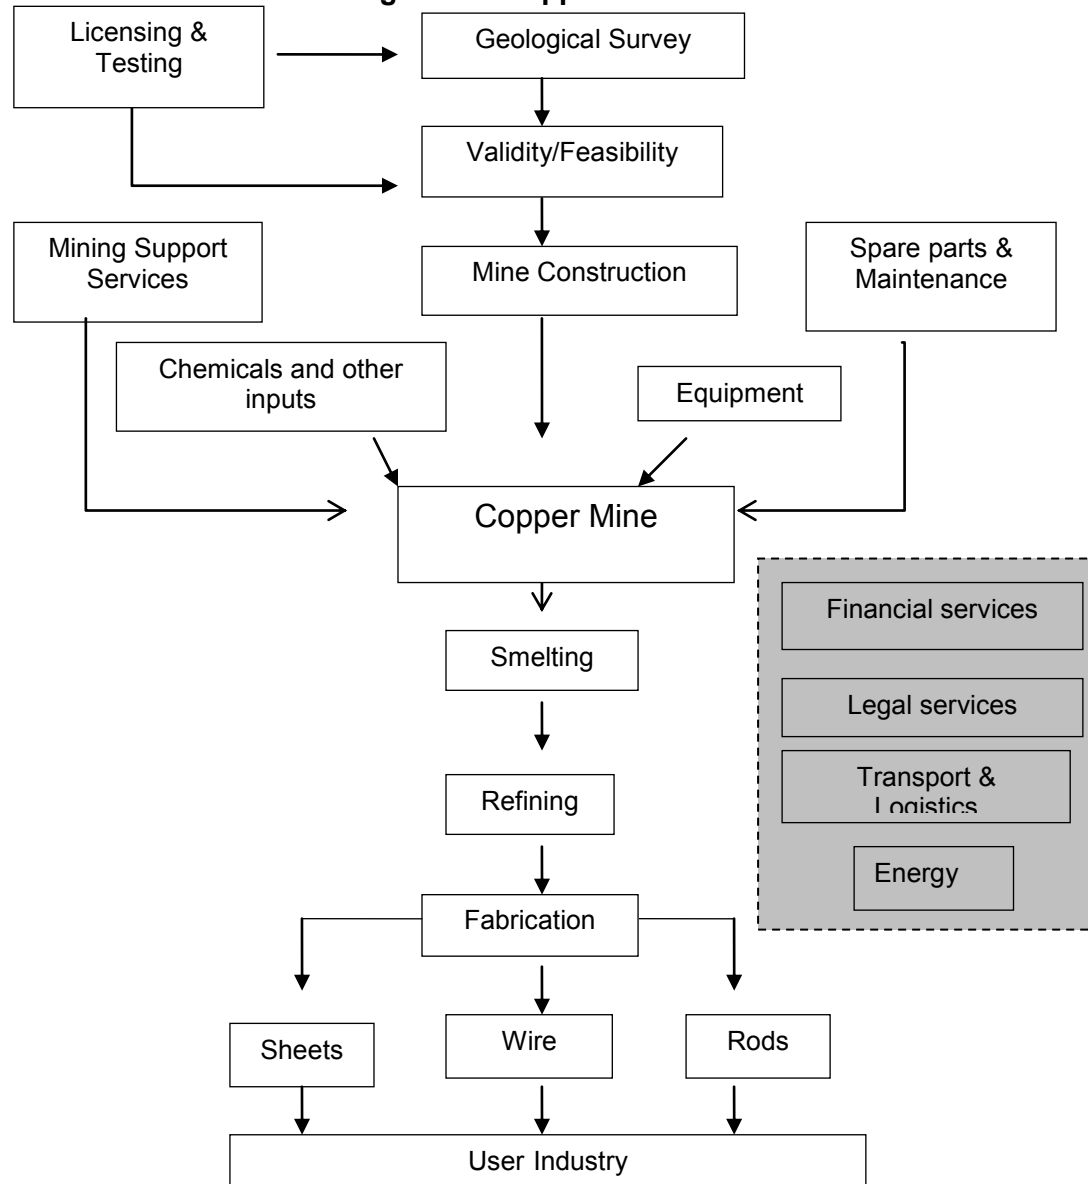 Licensing &
Testing
Geological Survey
Validity/Feasibility
Mining Support
Services
Mine Construction
Spare parts &
Maintenance
Chemicals and other
inputs
Equipment
Copper Mine
Financial services
Smelting
Legal services
Transport &
Logistics
Refining
Energy
Fabrication
Sheets
Wire
Rods
User Industry